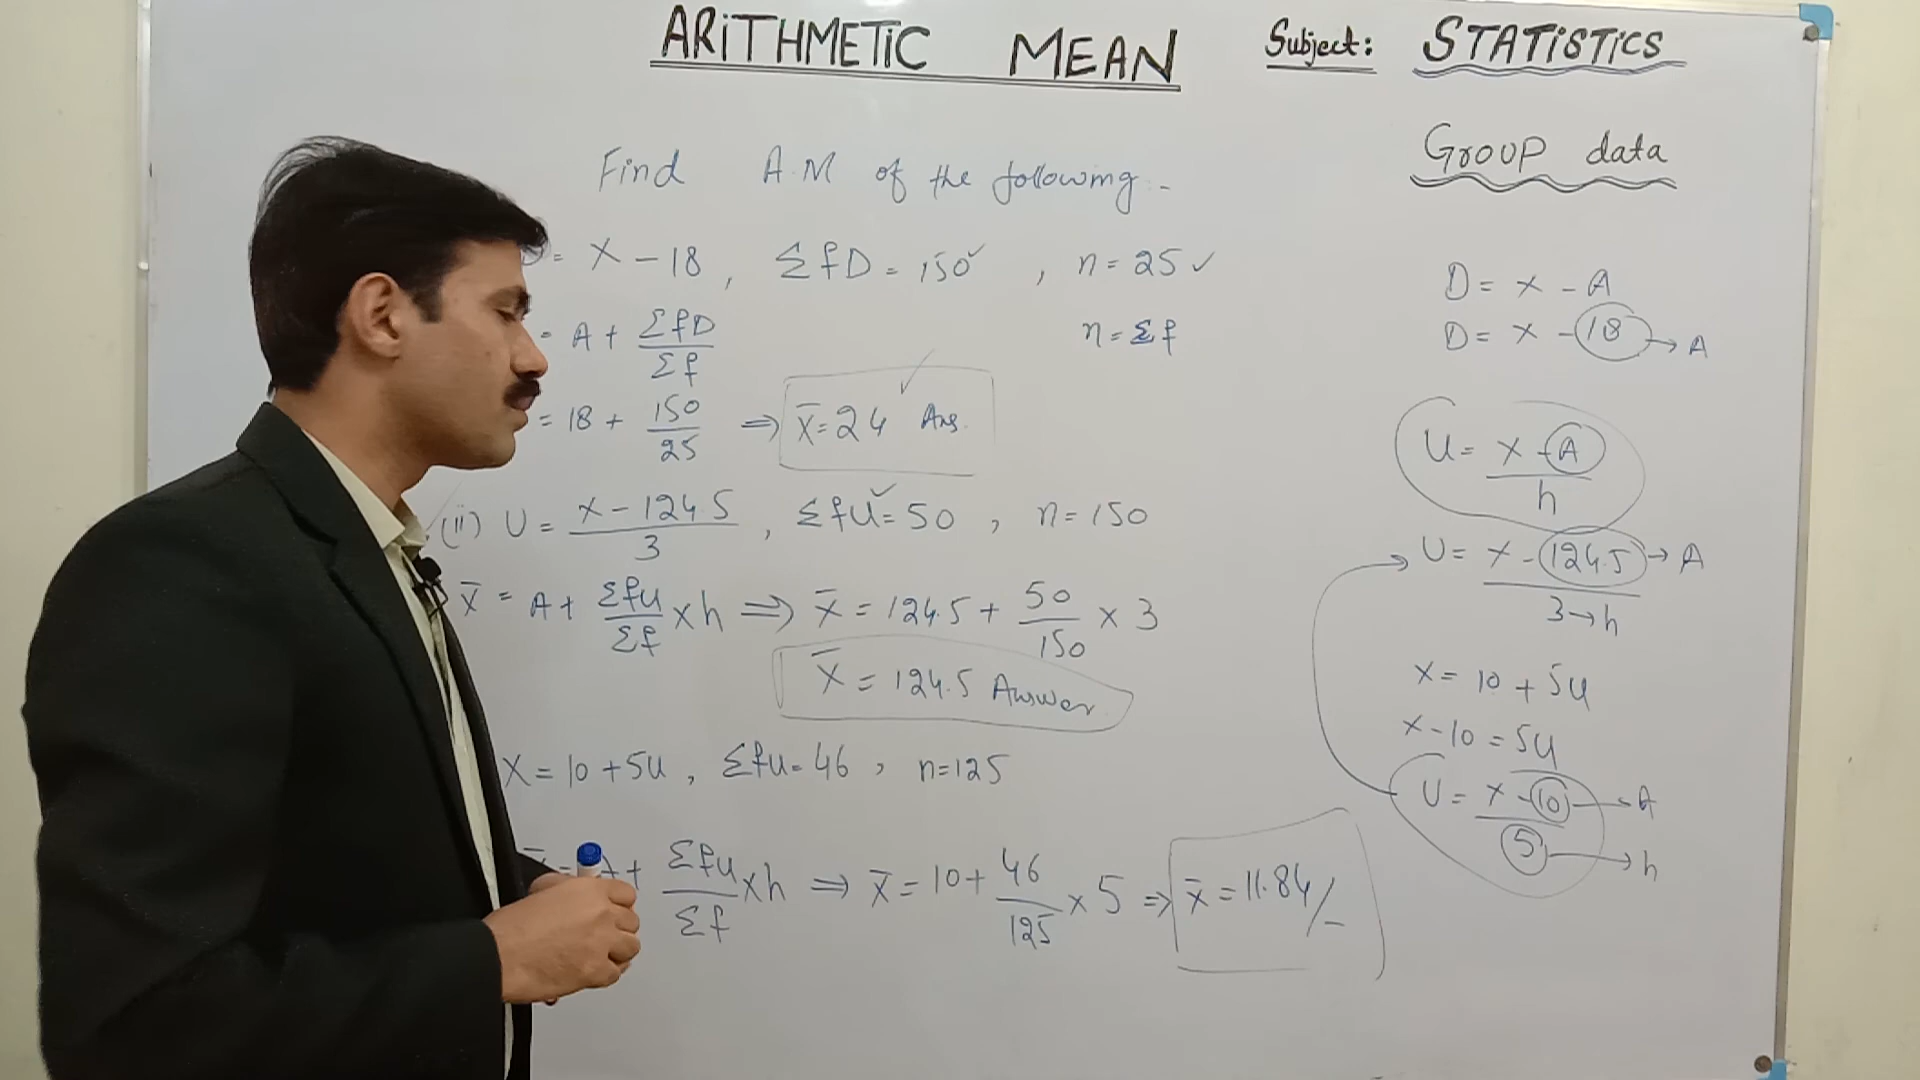 ARITHMETIC MEAN
Subject: STATISTICS
Group data
Find A.M of the following -
= X - 18 , ΣfD = 150 ✓ , n = 25 ✓
= A + ΣfD/Σf
n = Σf
= 18 + 150/25 ⇒ X̄ = 24 Ans.
(ii) U = X - 124.5/3 , ΣfU = 50 , n = 150
X̄ = A + Σfu/Σf × h ⇒ X̄ = 124.5 + 50/150 × 3
X̄ = 124.5 Answer
X = 10 + 5U , Σfu = 46 , n = 125
A + Σfu/Σf × h ⇒ X̄ = 10 + 46/125 × 5 ⇒ X̄ = 11.84/-
D = X - A
D = X - 18 → A
U = X - A/h
U = X - 124.5 → A
3 → h
X = 10 + 5U
X - 10 = 5U
U = X - 10 → A
5 → h